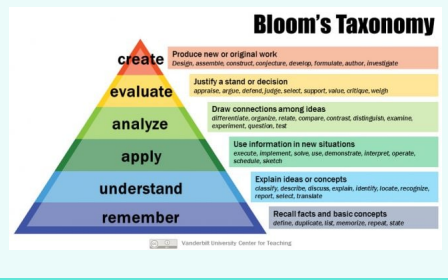 Bloom's Taxonomy
create
Produce new or original work
Design, assemble, construct, conjecture, develop, formulate, author, investigate
evaluate
Justify a stand or decision
appraise, argue, defend, judge, select, support, value, critique, weigh
analyze
Draw connections among ideas
differentiate, organize, relate, compare, contrast, distinguish, examine,
experiment, question, test
apply
Use information in new situations
execute, implement, solve, use, demonstrate, interpret, operate,
schedule, sketch
understand
Explain ideas or concepts
classify, describe, discuss, explain, identify, locate, recognize,
report, select, translate
remember
Recall facts and basic concepts
define, duplicate, list, memorize, repeat, state
Vanderbilt University Center for Teaching